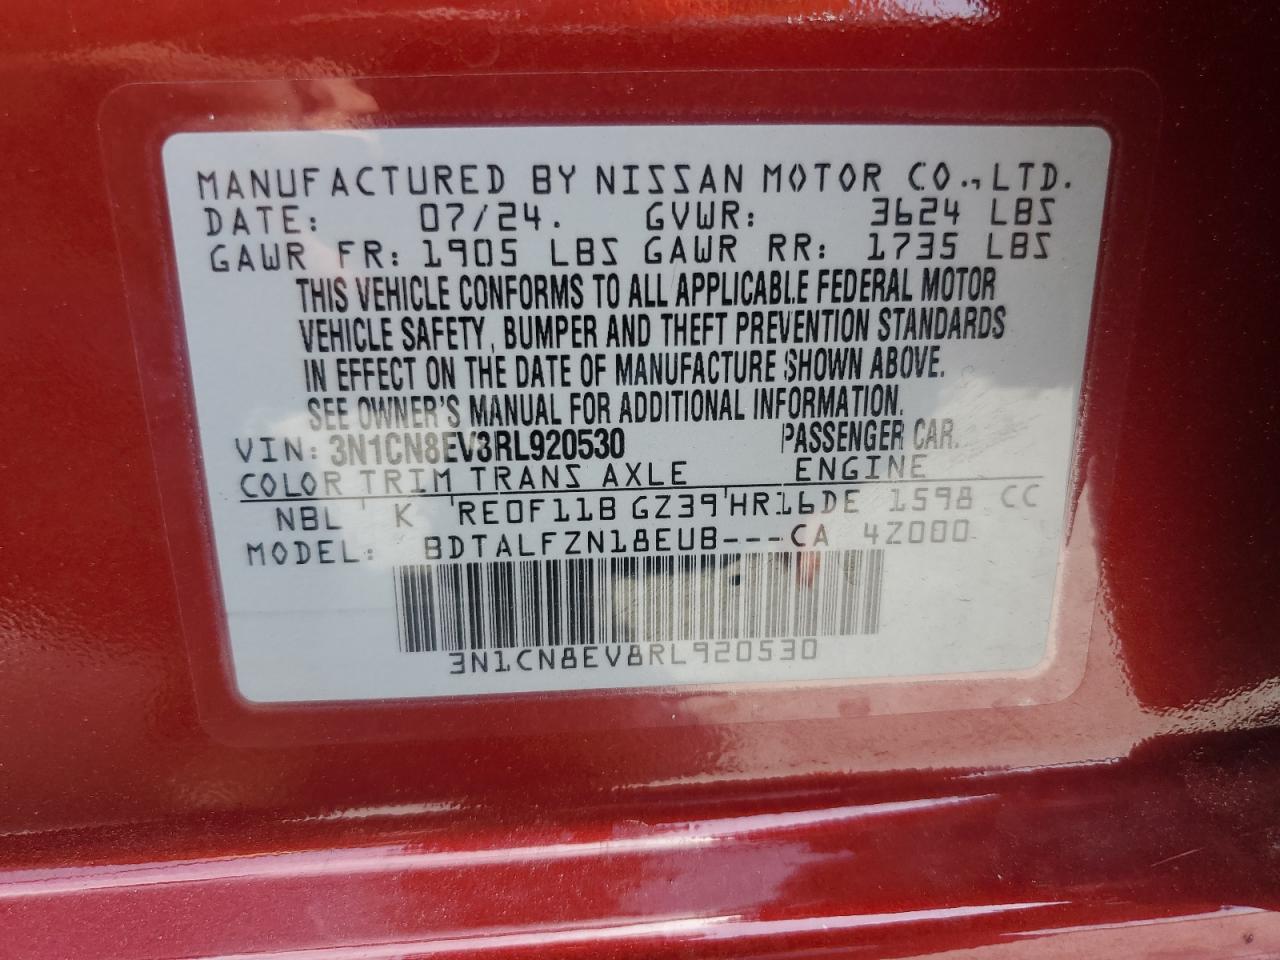 MANUFACTURED BY NISSAN MOTOR CO., LTD.
DATE: 07/24. GVWR: 3624 LBS
GAWR FR: 1905 LBS GAWR RR: 1735 LBS
THIS VEHICLE CONFORMS TO ALL APPLICABLE FEDERAL MOTOR
VEHICLE SAFETY, BUMPER AND THEFT PREVENTION STANDARDS
IN EFFECT ON THE DATE OF MANUFACTURE SHOWN ABOVE.
SEE OWNER'S MANUAL FOR ADDITIONAL INFORMATION.
VIN: 3N1CN8EV8RL920530 PASSENGER CAR.
COLOR TRIM TRANS AXLE ENGINE
NBL K RE0F11B GZ39 HR16DE 1598 CC
MODEL: BDTALFZN18EUB---CA 4Z000
3N1CN8EV8RL920530